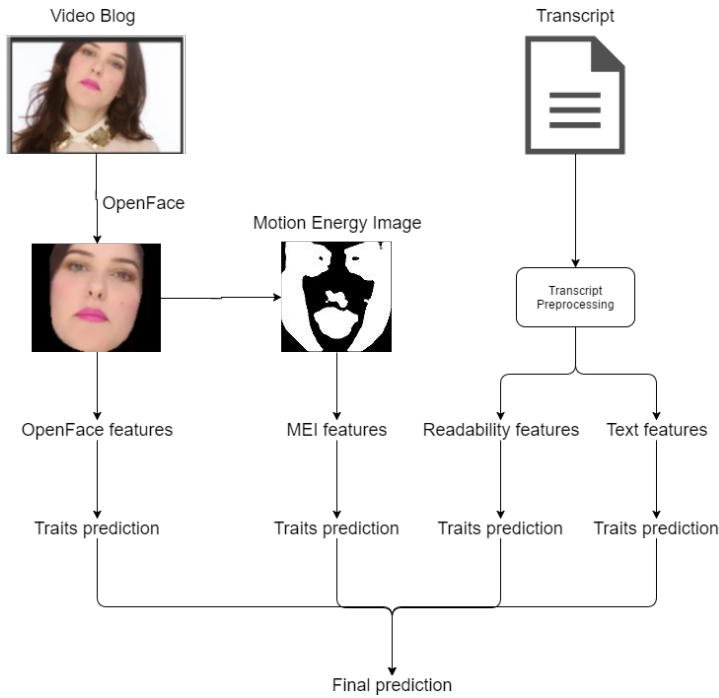 Video Blog
Transcript
OpenFace
Motion Energy Image
Transcript
Preprocessing
OpenFace features
MEI features
Readability features
Text features
Traits prediction
Traits prediction
Traits prediction
Traits prediction
Final prediction